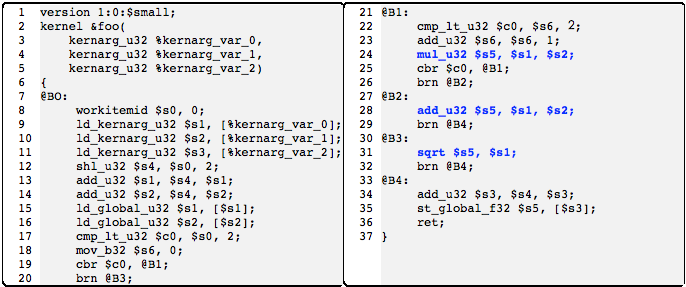 1 version 1:0:$small;
2 kernel &foo(
3 kernarg_u32 %kernarg_var_0,
4 kernarg_u32 %kernarg_var_1,
5 kernarg_u32 %kernarg_var_2)
6 {
7 @BO:
8 workitemid $s0, 0;
9 ld_kernarg_u32 $s1, [%kernarg_var_0];
10 ld_kernarg_u32 $s2, [%kernarg_var_1];
11 ld_kernarg_u32 $s3, [%kernarg_var_2];
12 shl_u32 $s4, $s0, 2;
13 add_u32 $s1, $s4, $s1;
14 add_u32 $s2, $s4, $s2;
15 ld_global_u32 $s1, [$s1];
16 ld_global_u32 $s2, [$s2];
17 cmp_lt_u32 $c0, $s0, 2;
18 mov_b32 $s6, 0;
19 cbr $c0, @B1;
20 brn @B3;
21 @B1:
22 cmp_lt_u32 $c0, $s6, 2;
23 add_u32 $s6, $s6, 1;
24 mul_u32 $s5, $s1, $s2;
25 cbr $c0, @B1;
26 brn @B2;
27 @B2:
28 add_u32 $s5, $s1, $s2;
29 brn @B4;
30 @B3:
31 sqrt $s5, $s1;
32 brn @B4;
33 @B4:
34 add_u32 $s3, $s4, $s3;
35 st_global_f32 $s5, [$s3];
36 ret;
37 }